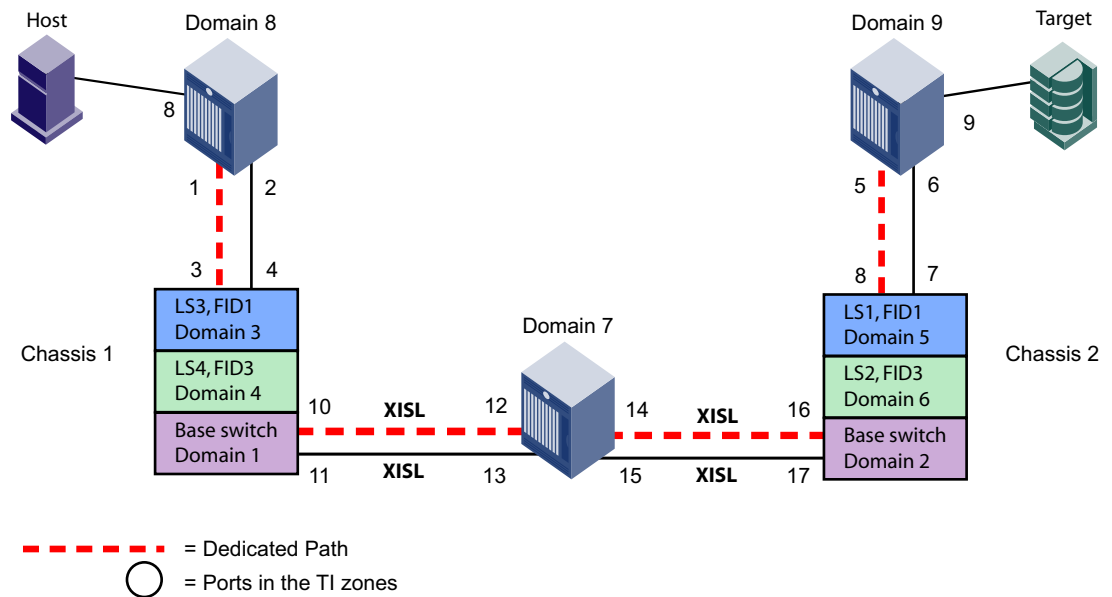 Host
Domain 8
Domain 9
Target
8
9
1
2
5
6
3
4
8
7
LS3, FID1
Domain 3
LS1, FID1
Domain 5
Domain 7
Chassis 1
Chassis 2
LS4, FID3
Domain 4
LS2, FID3
Domain 6
10
XISL
12
14
XISL
16
Base switch
Domain 1
Base switch
Domain 2
11
XISL
13
15
XISL
17
= Dedicated Path
= Ports in the TI zones